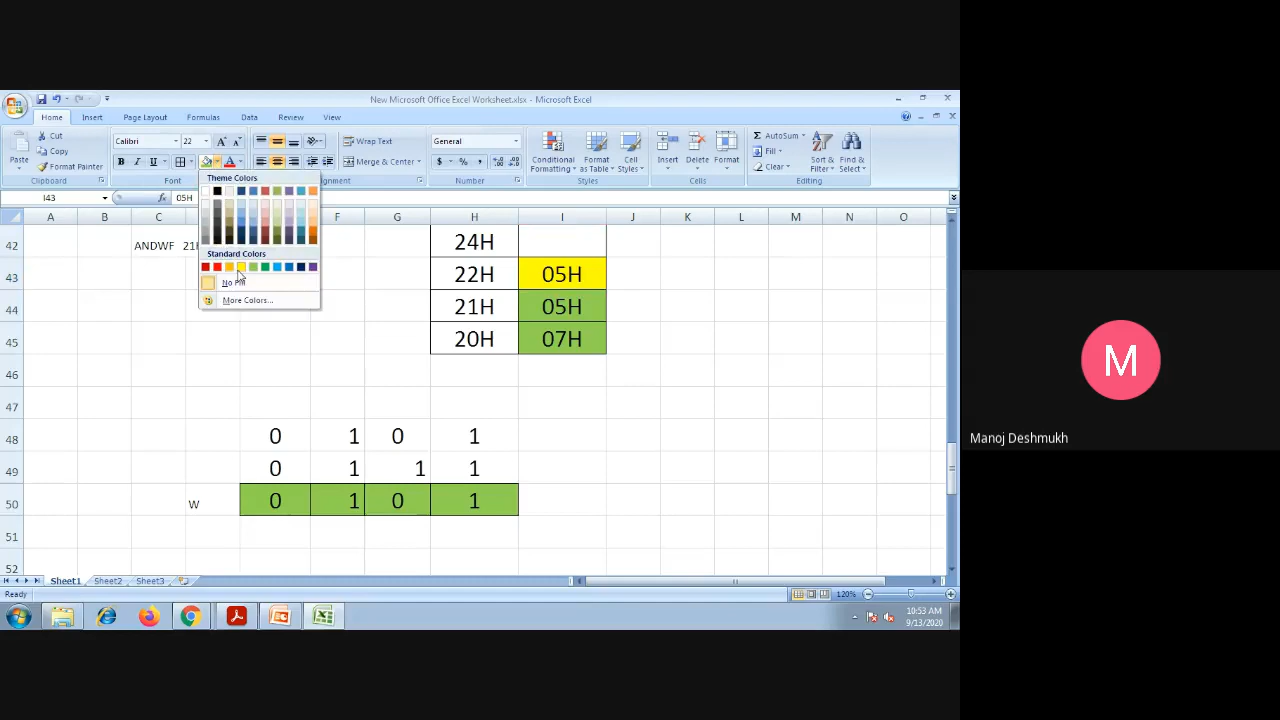 New Microsoft Office Excel Worksheet.xlsx - Microsoft Excel
Home Insert Page Layout Formulas Data Review View
Paste
Cut
Copy
Format Painter
Clipboard
Calibri 22
B I U
Font
Wrap Text
Merge & Center
General
$ % ,
Number
Conditional Formatting
Format as Table
Cell Styles
Styles
Insert Delete Format
Cells
AutoSum
Fill
Clear
Sort & Filter
Find & Select
Editing
Theme Colors
Standard Colors
No Fill
More Colors...
I43 05H
A B C F G H I J K L M N O
42 ANDWF 24H
43 22H 05H
44 21H 05H
45 20H 07H
46
47
48 0 1 0 1
49 0 1 1 1
50 W 0 1 0 1
51
52
Sheet1 Sheet2 Sheet3
Ready 120%
10:53 AM
9/13/2020
M
Manoj Deshmukh